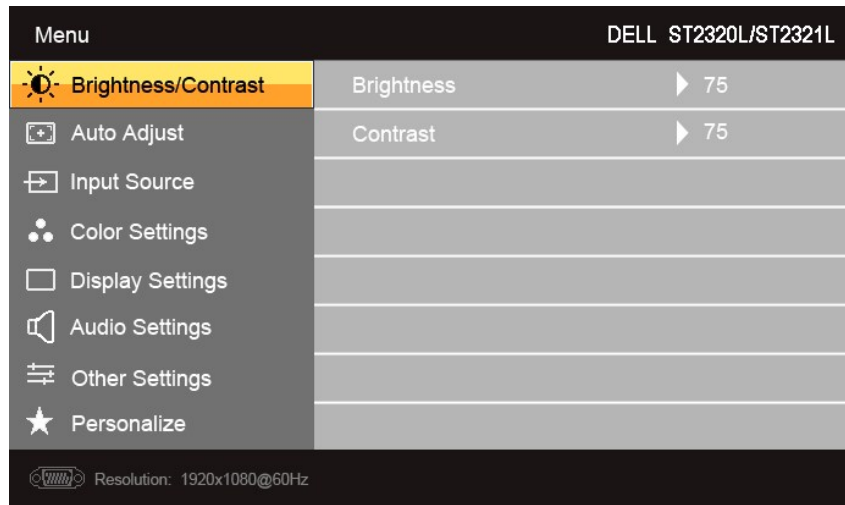 Menu DELL ST2320L/ST2321L
Brightness/Contrast Brightness 75
Auto Adjust Contrast 75
Input Source
Color Settings
Display Settings
Audio Settings
Other Settings
Personalize
Resolution: 1920x1080@60Hz